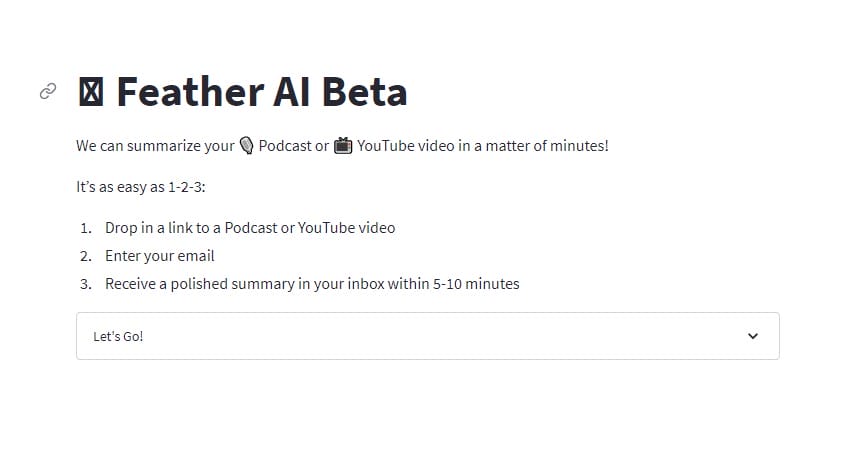 Feather AI Beta
We can summarize your 🎙 Podcast or 📺 YouTube video in a matter of minutes!
It's as easy as 1-2-3:
1. Drop in a link to a Podcast or YouTube video
2. Enter your email
3. Receive a polished summary in your inbox within 5-10 minutes
Let's Go!